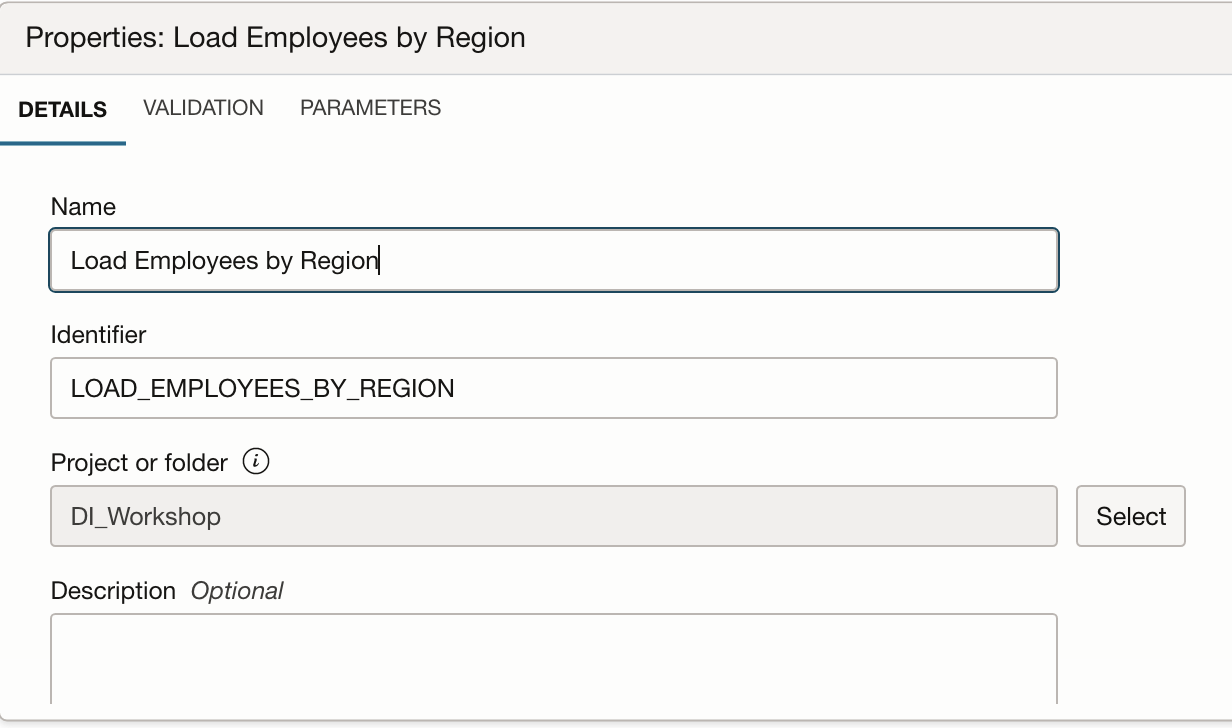 Properties: Load Employees by Region
DETAILS VALIDATION PARAMETERS
Name
Load Employees by Region
Identifier
LOAD_EMPLOYEES_BY_REGION
Project or folder i
DI_Workshop Select
Description Optional